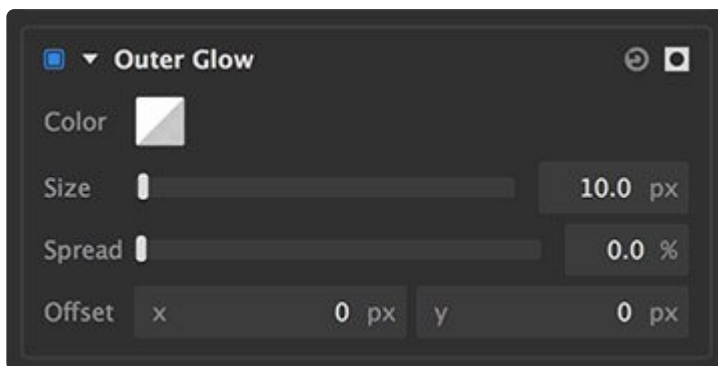 Outer Glow
Color
Size 10.0 px
Spread 0.0 %
Offset x 0 px y 0 px